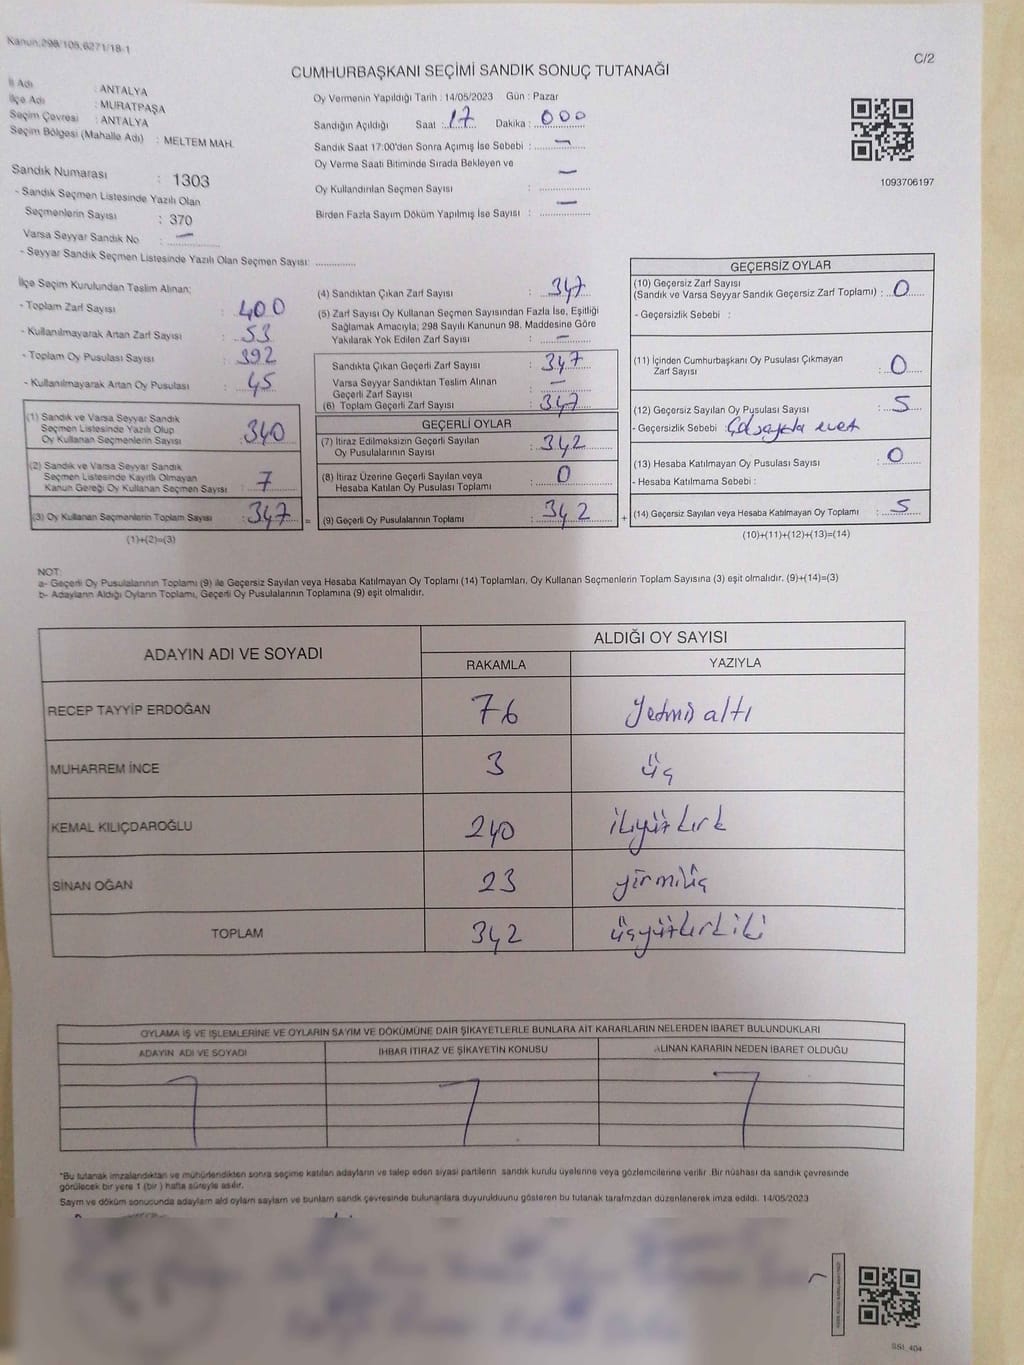 Kanun:298/105,6271/18-1
C/2
CUMHURBAŞKANI SEÇİMİ SANDIK SONUÇ TUTANAĞI
İl Adı : ANTALYA
İlçe Adı : MURATPAŞA
Seçim Çevresi : ANTALYA
Seçim Bölgesi (Mahalle Adı) : MELTEM MAH.
Sandık Numarası : 1303
- Sandık Seçmen Listesinde Yazılı Olan
Seçmenlerin Sayısı : 370
Varsa Seyyar Sandık No : —
- Seyyar Sandık Seçmen Listesinde Yazılı Olan Seçmen Sayısı: ............
Oy Vermenin Yapıldığı Tarih : 14/05/2023 Gün : Pazar
Sandığın Açıldığı Saat : 17 Dakika : 000
Sandık Saat 17:00'den Sonra Açımış İse Sebebi : —
Oy Verme Saati Bitiminde Sırada Bekleyen ve
Oy Kullandırılan Seçmen Sayısı : —
Birden Fazla Sayım Döküm Yapılmış İse Sayısı : —
1093706197
İlçe Seçim Kurulundan Teslim Alınan:
- Toplam Zarf Sayısı : 400
- Kullanılmayarak Artan Zarf Sayısı : 53
- Toplam Oy Pusulası Sayısı : 392
- Kullanılmayarak Artan Oy Pusulası : 45
(1) Sandık ve Varsa Seyyar Sandık
Seçmen Listesinde Yazılı Olup
Oy Kullanan Seçmenlerin Sayısı : 340
(2) Sandık ve Varsa Seyyar Sandık
Seçmen Listesinde Kayıtlı Olmayan
Kanun Gereği Oy Kullanan Seçmen Sayısı : 7
(3) Oy Kullanan Seçmenlerin Toplam Sayısı : 347 =
(1)+(2)=(3)
(4) Sandıktan Çıkan Zarf Sayısı : 347
(5) Zarf Sayısı Oy Kullanan Seçmen Sayısından Fazla İse, Eşitliği
Sağlamak Amacıyla; 298 Sayılı Kanunun 98. Maddesine Göre
Yakılarak Yok Edilen Zarf Sayısı : —
Sandıkta Çıkan Geçerli Zarf Sayısı : 347
Varsa Seyyar Sandıktan Teslim Alınan
Geçerli Zarf Sayısı : —
(6) Toplam Geçerli Zarf Sayısı : 347
GEÇERLİ OYLAR
(7) İtiraz Edilmeksizin Geçerli Sayılan
Oy Pusulalarının Sayısı : 342
(8) İtiraz Üzerine Geçerli Sayılan veya
Hesaba Katılan Oy Pusulası Toplamı : 0
(9) Geçerli Oy Pusulalarının Toplamı : 342 +
GEÇERSİZ OYLAR
(10) Geçersiz Zarf Sayısı
(Sandık ve Varsa Seyyar Sandık Geçersiz Zarf Toplamı) : 0
- Geçersizlik Sebebi :
(11) İçinden Cumhurbaşkanı Oy Pusulası Çıkmayan
Zarf Sayısı : 0
(12) Geçersiz Sayılan Oy Pusulası Sayısı : 5
- Geçersizlik Sebebi :
(13) Hesaba Katılmayan Oy Pusulası Sayısı : 0
- Hesaba Katılmama Sebebi :
(14) Geçersiz Sayılan veya Hesaba Katılmayan Oy Toplamı : 5
(10)+(11)+(12)+(13)=(14)
NOT:
a- Geçerli Oy Pusulalarının Toplamı (9) ile Geçersiz Sayılan veya Hesaba Katılmayan Oy Toplamı (14) Toplamları, Oy Kullanan Seçmenlerin Toplam Sayısına (3) eşit olmalıdır. (9)+(14)=(3)
b- Adayların Aldığı Oyların Toplamı, Geçerli Oy Pusulalarının Toplamına (9) eşit olmalıdır.
ADAYIN ADI VE SOYADI ALDIĞI OY SAYISI
RAKAMLA YAZIYLA
RECEP TAYYİP ERDOĞAN 76 Yetmiş altı
MUHARREM İNCE 3 üç
KEMAL KILIÇDAROĞLU 240 ikiyüz kırk
SİNAN OĞAN 23 yirmiüç
TOPLAM 342 üçyüzkırkiki
OYLAMA İŞ VE İŞLEMLERİNE VE OYLARIN SAYIM VE DÖKÜMÜNE DAİR ŞİKAYETLERLE BUNLARA AİT KARARLARIN NELERDEN İBARET BULUNDUKLARI
ADAYIN ADI VE SOYADI İHBAR İTİRAZ VE ŞİKAYETİN KONUSU ALINAN KARARIN NEDEN İBARET OLDUĞU
*Bu tutanak imzalandıktan ve mühürlendikten sonra seçime katılan adayların ve talep eden siyasi partilerin sandık kurulu üyelerine veya gözlemcilerine verilir .Bir nüshası da sandık çevresinde
görülecek bir yere 1 (bir ) hafta süreyle asılır.
Sayım ve döküm sonucunda adayların aldı oyların sayılam ve bunların sandık çevresinde bulunanlara duyurulduunu gösteren bu tutanak tarafımızdan düzenlenerek imza edildi. 14/05/2023
SSI_404